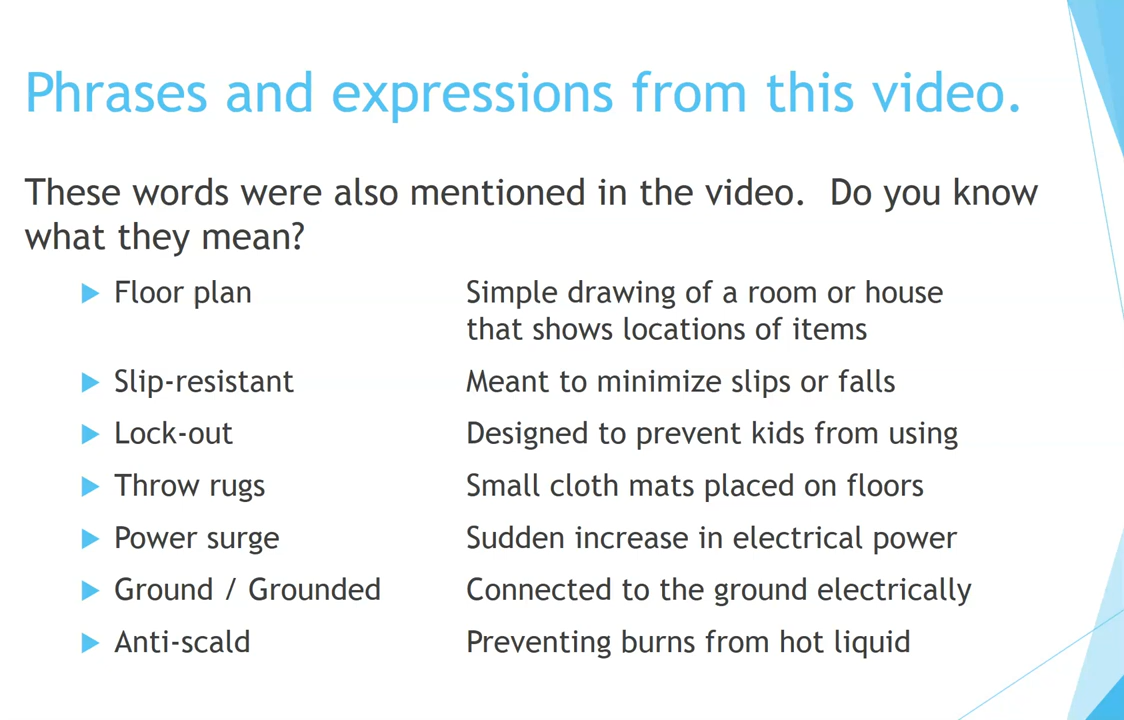 Phrases and expressions from this video.
These words were also mentioned in the video.  Do you know
what they mean?
Floor plan Simple drawing of a room or house
that shows locations of items
Slip-resistant Meant to minimize slips or falls
Lock-out Designed to prevent kids from using
Throw rugs Small cloth mats placed on floors
Power surge Sudden increase in electrical power
Ground / Grounded Connected to the ground electrically
Anti-scald Preventing burns from hot liquid